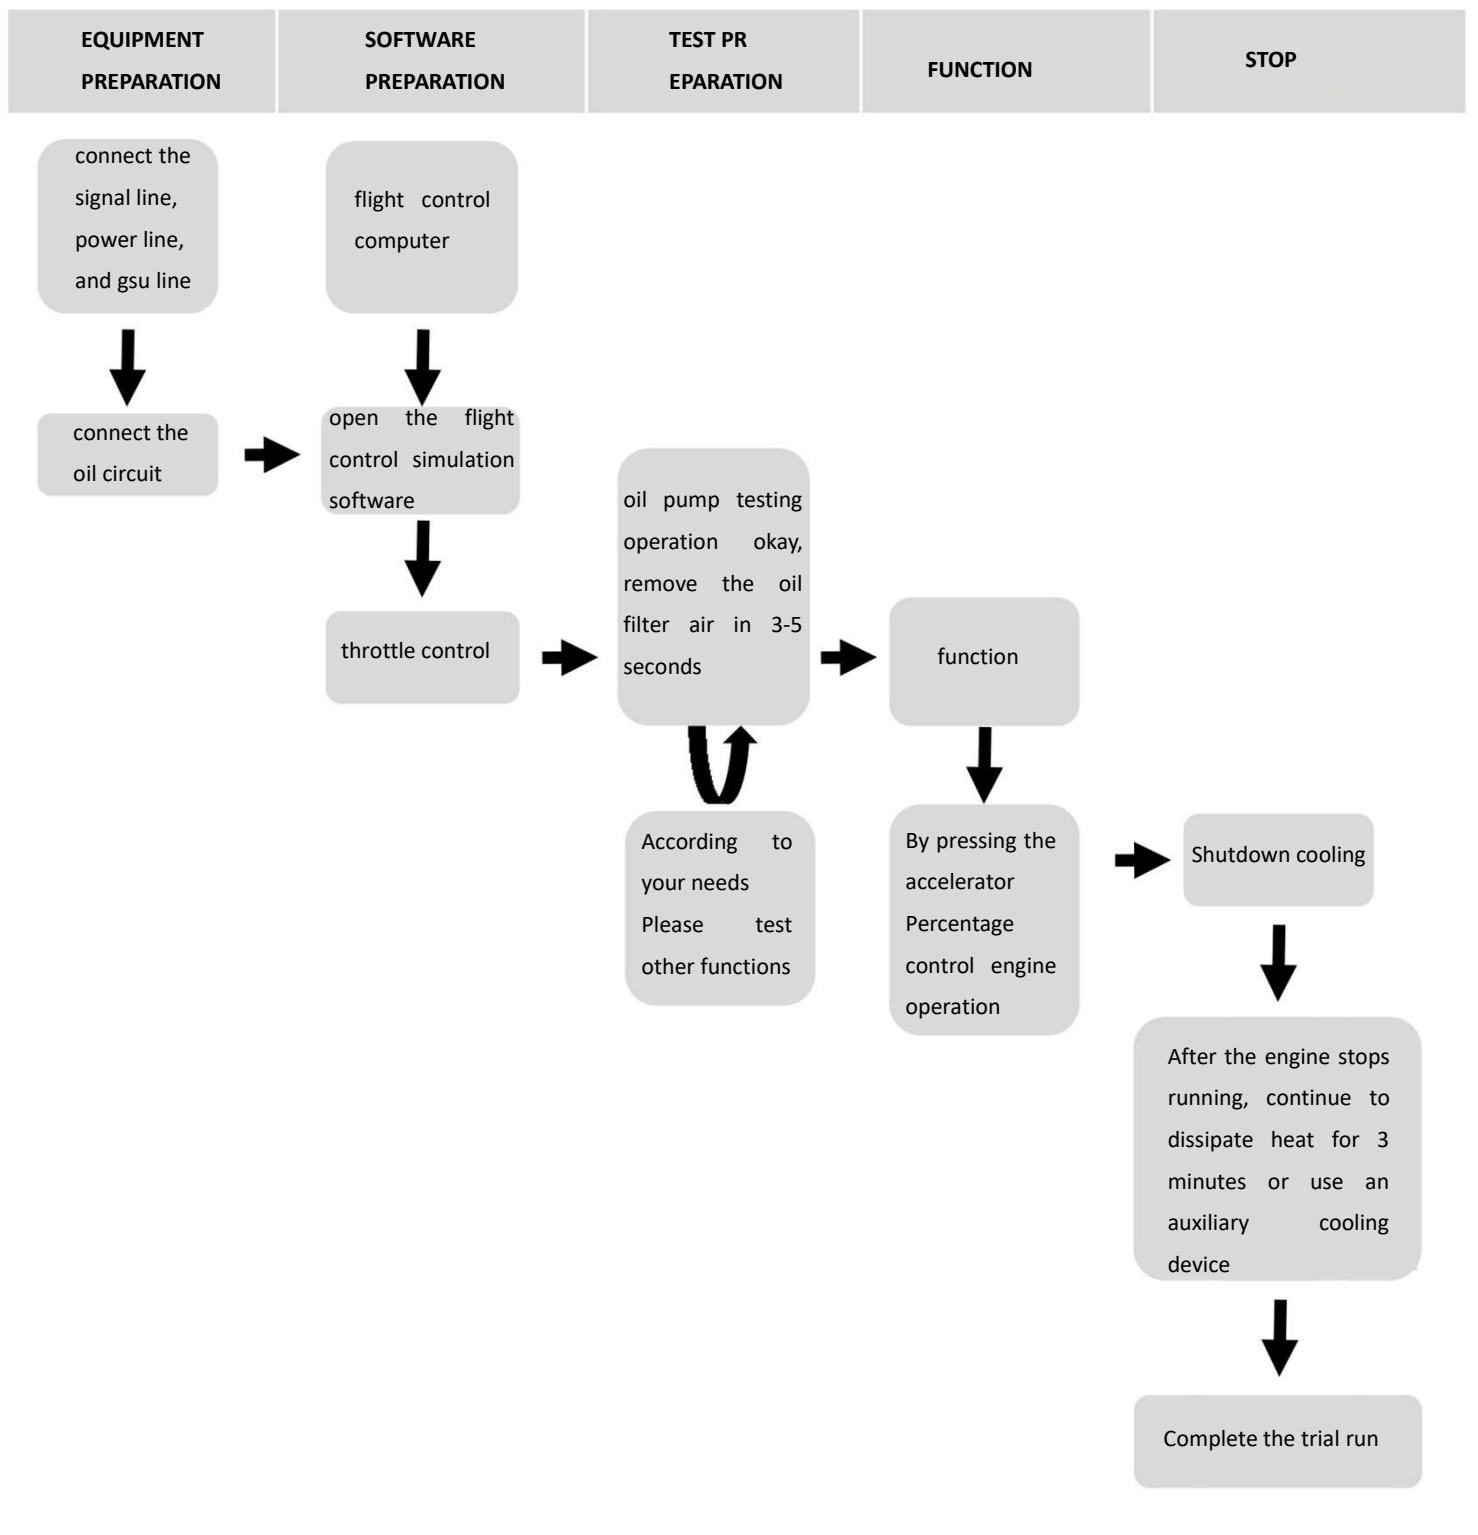 EQUIPMENT
PREPARATION
SOFTWARE
PREPARATION
TEST PR
EPARATION
FUNCTION
STOP
connect the
signal line,
power line,
and gsu line
connect the
oil circuit
flight control
computer
open the flight
control simulation
software
throttle control
oil pump testing
operation okay,
remove the oil
filter air in 3-5
seconds
According to
your needs
Please test
other functions
function
By pressing the
accelerator
Percentage
control engine
operation
Shutdown cooling
After the engine stops
running, continue to
dissipate heat for 3
minutes or use an
auxiliary cooling
device
Complete the trial run